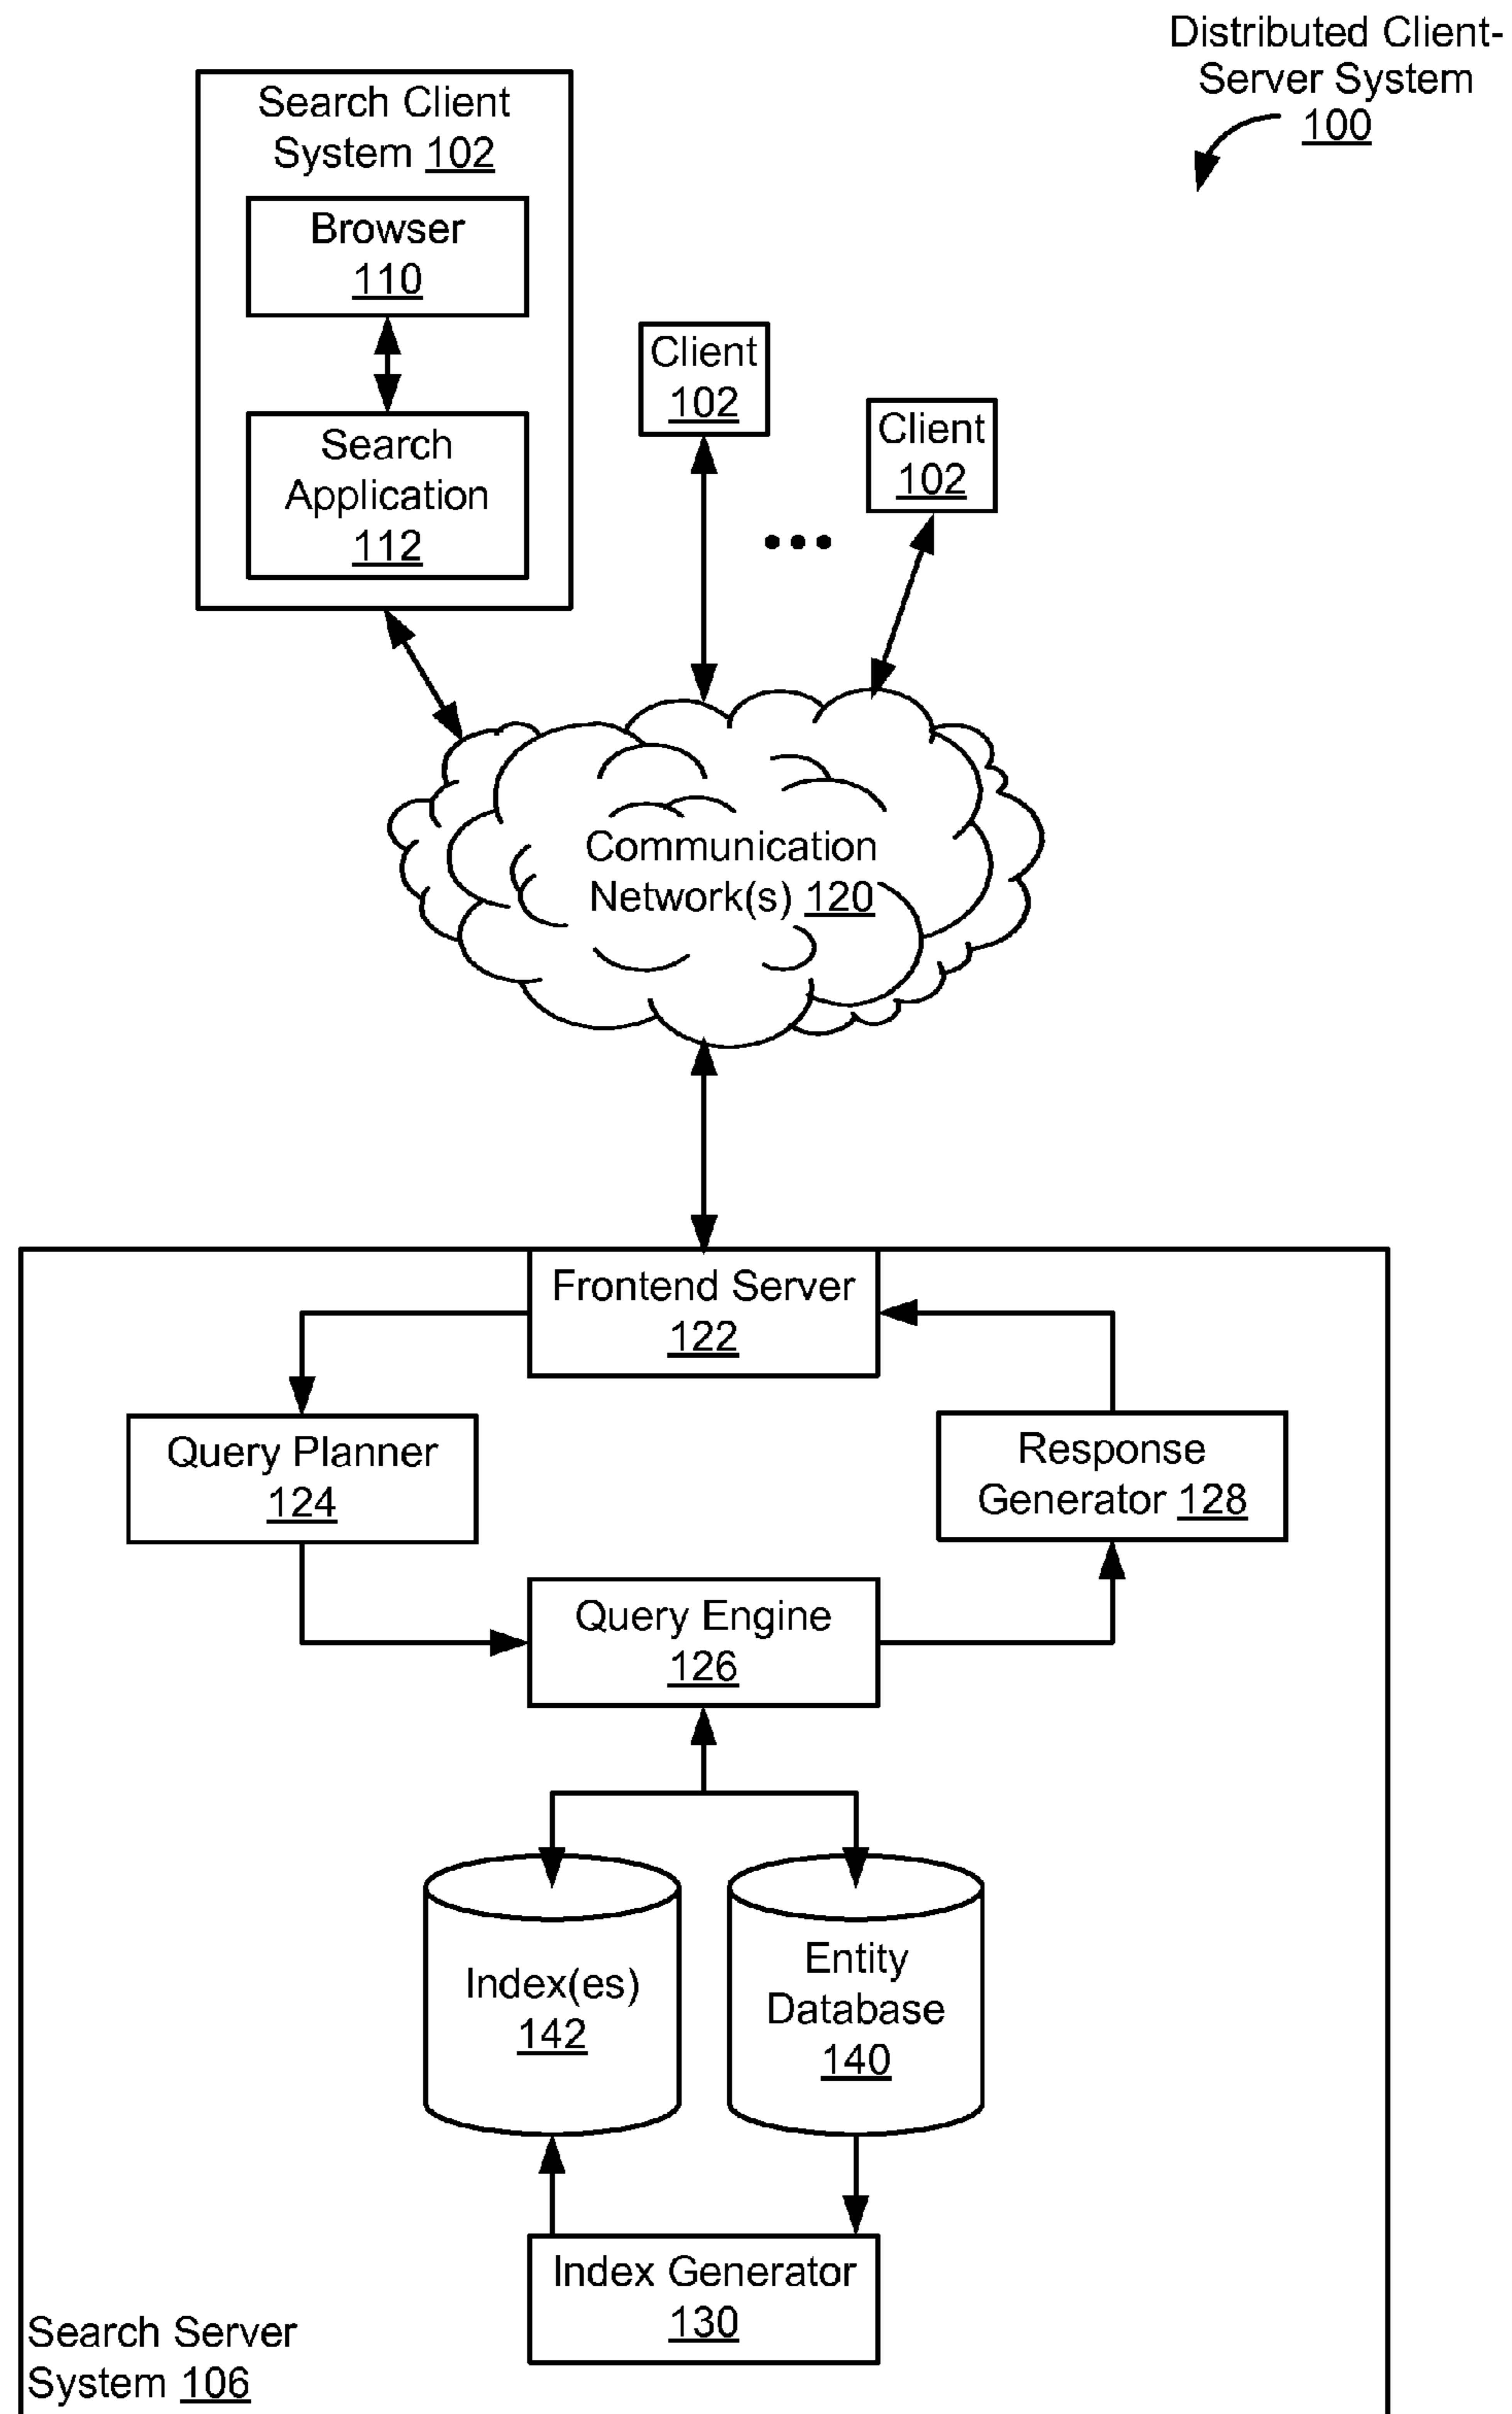 Distributed Client-
Server System
100
Search Client
System 102
Browser
110
Search
Application
112
Client
102
Client
102
Communication
Network(s) 120
Frontend Server
122
Query Planner
124
Response
Generator 128
Query Engine
126
Index(es)
142
Entity
Database
140
Index Generator
130
Search Server
System 106